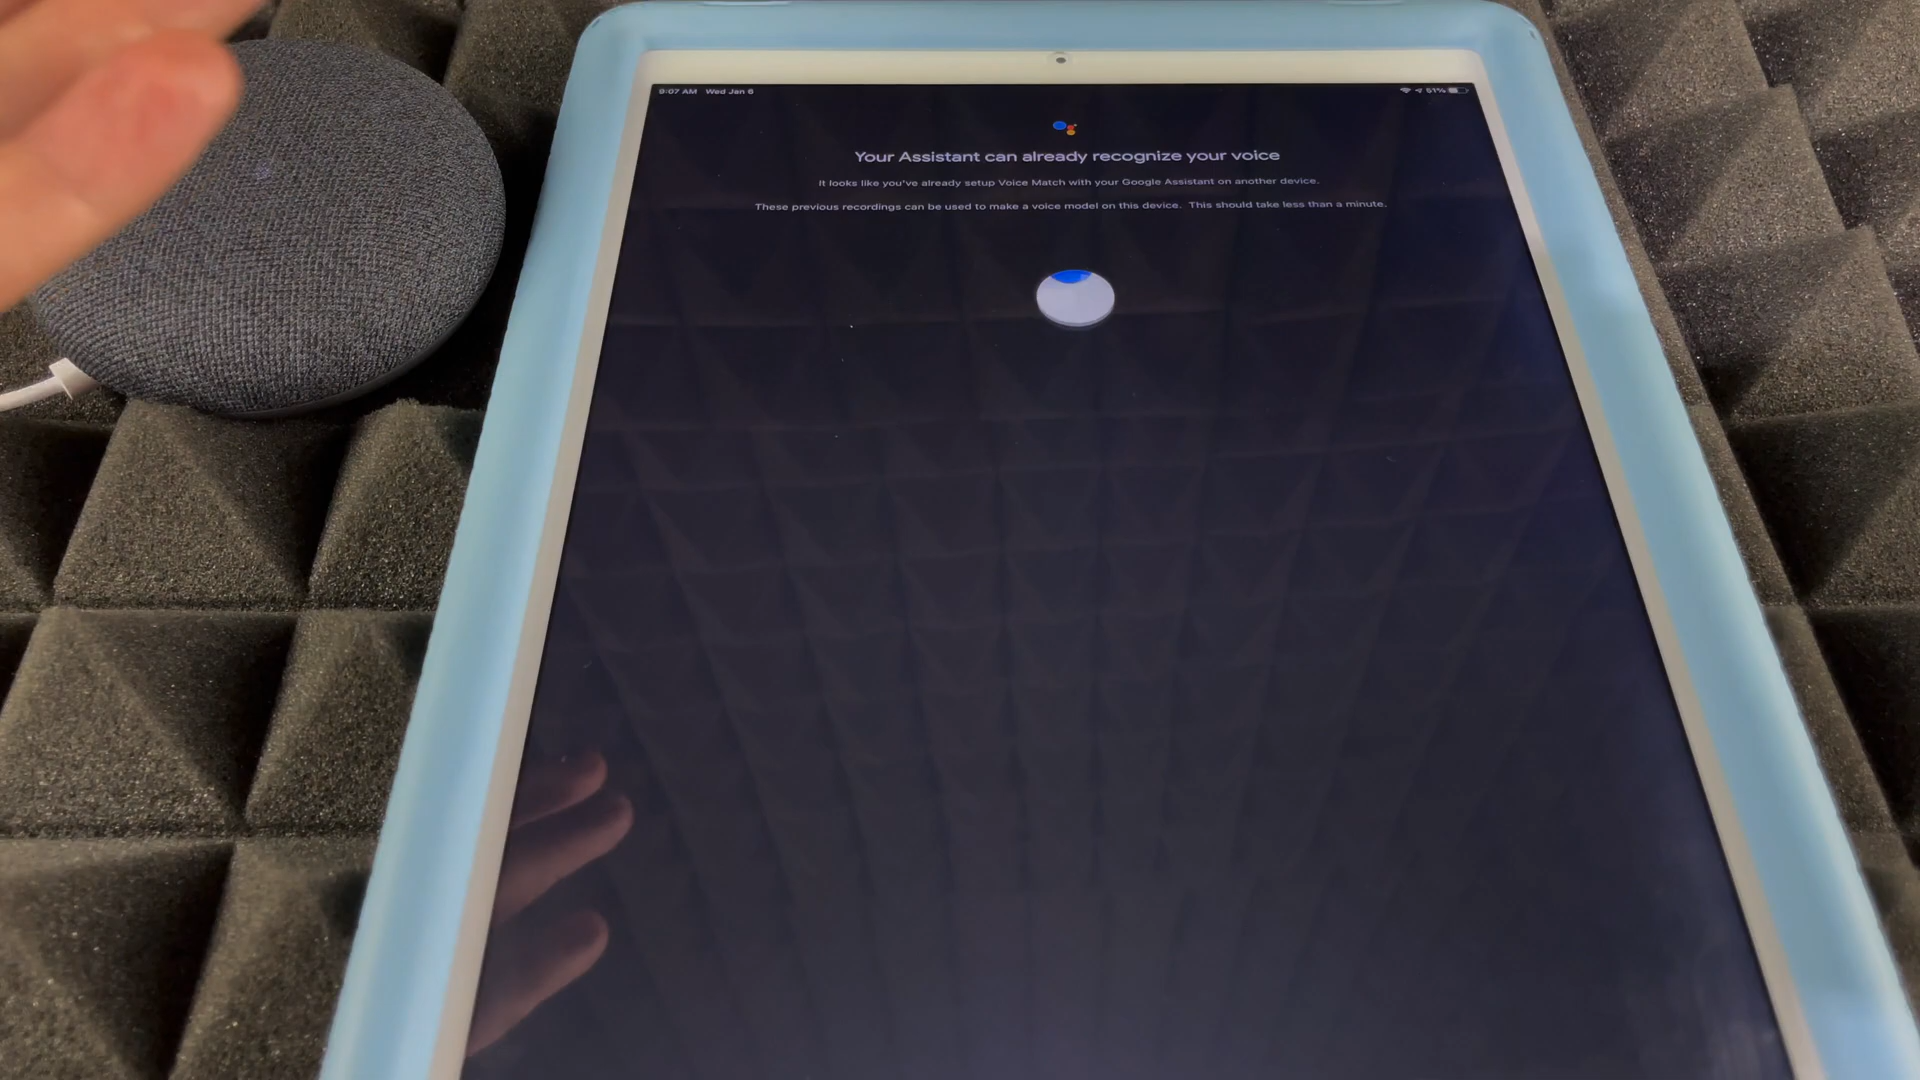 9:07 AM Wed Jan 6
51%
Your Assistant can already recognize your voice
It looks like you've already setup Voice Match with your Google Assistant on another device.
These previous recordings can be used to make a voice model on this device. This should take less than a minute.